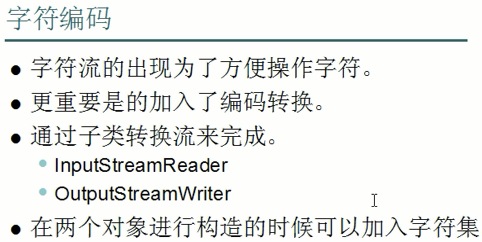 字符编码
字符流的出现为了方便操作字符。
更重要是的加入了编码转换。
通过子类转换流来完成。
InputStreamReader
OutputStreamWriter
在两个对象进行构造的时候可以加入字符集